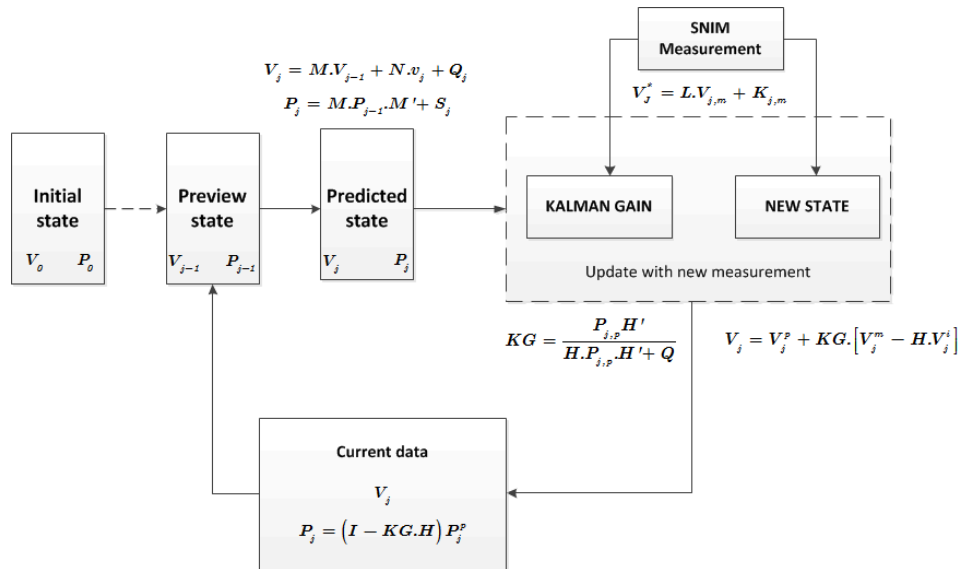 SNIM
Measurement
V_j = M.V_{j-1} + N.v_j + Q_j
P_j = M.P_{j-1}.M' + S_j
V_J^* = L.V_{j,m} + K_{j,m}
Initial
state
V_0 P_0
Preview
state
V_{j-1} P_{j-1}
Predicted
state
V_j P_j
KALMAN GAIN
NEW STATE
Update with new measurement
KG = \frac{P_{j,p} H'}{H.P_{j,p}.H' + Q}
V_j = V_j^p + KG.[V_j^m - H.V_j^i]
Current data
V_j
P_j = (I - KG.H) P_j^p